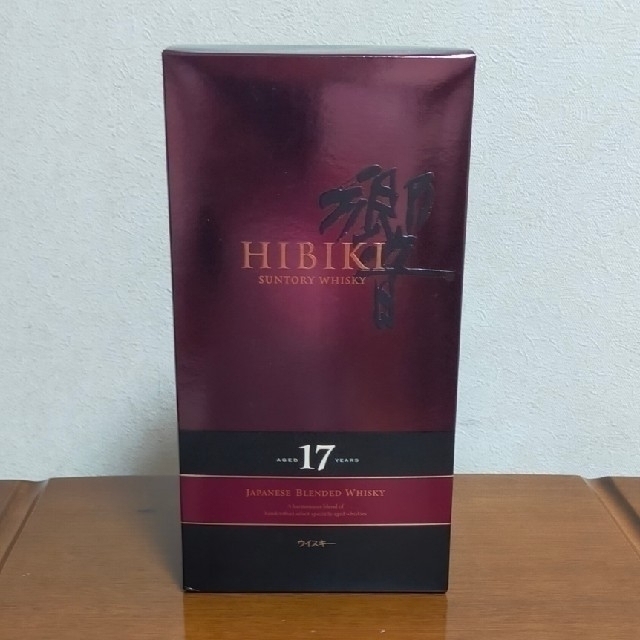 響
HIBIKI
SUNTORY WHISKY
AGED 17 YEARS
JAPANESE BLENDED WHISKY
ウイスキー